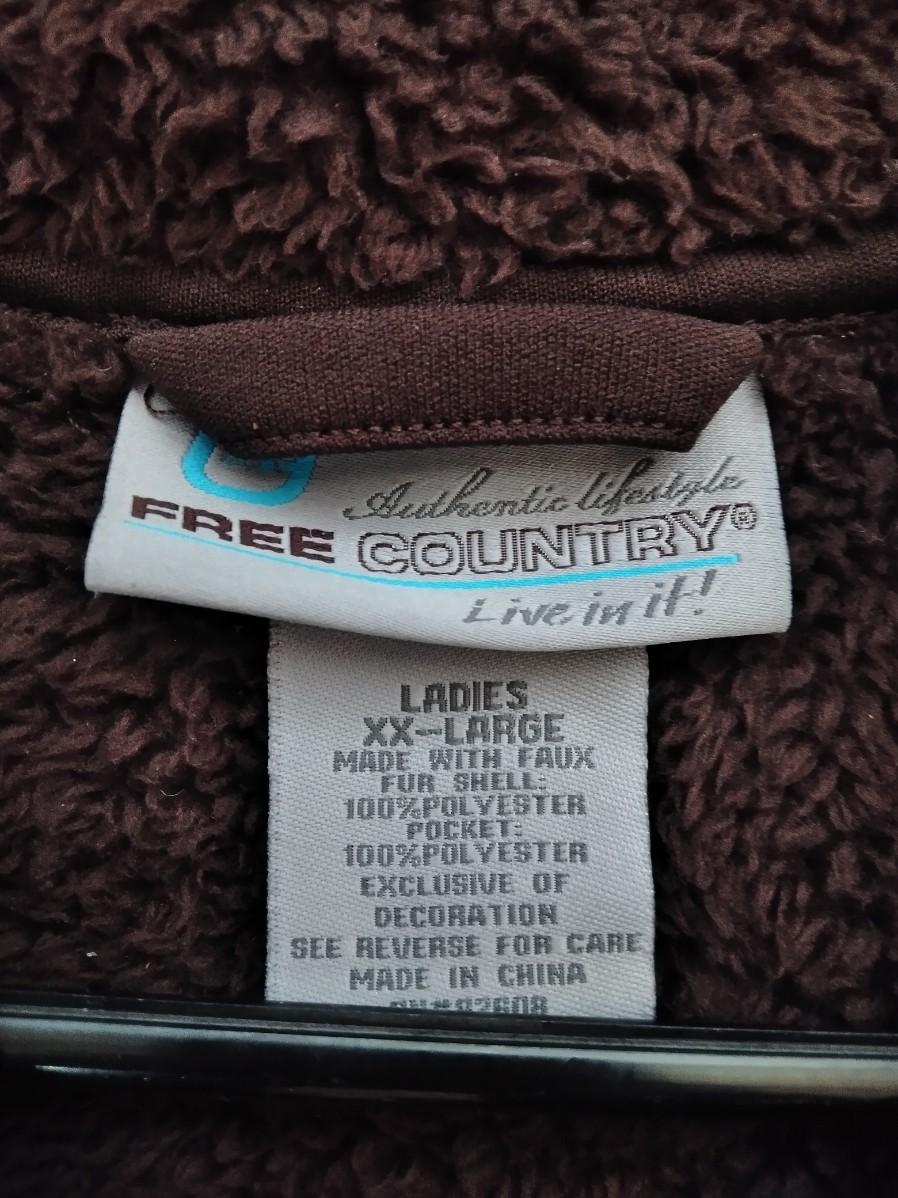 Authentic lifestyle
FREE COUNTRY®
Live in it!
LADIES
XX-LARGE
MADE WITH FAUX
FUR SHELL:
100%POLYESTER
POCKET:
100%POLYESTER
EXCLUSIVE OF
DECORATION
SEE REVERSE FOR CARE
MADE IN CHINA